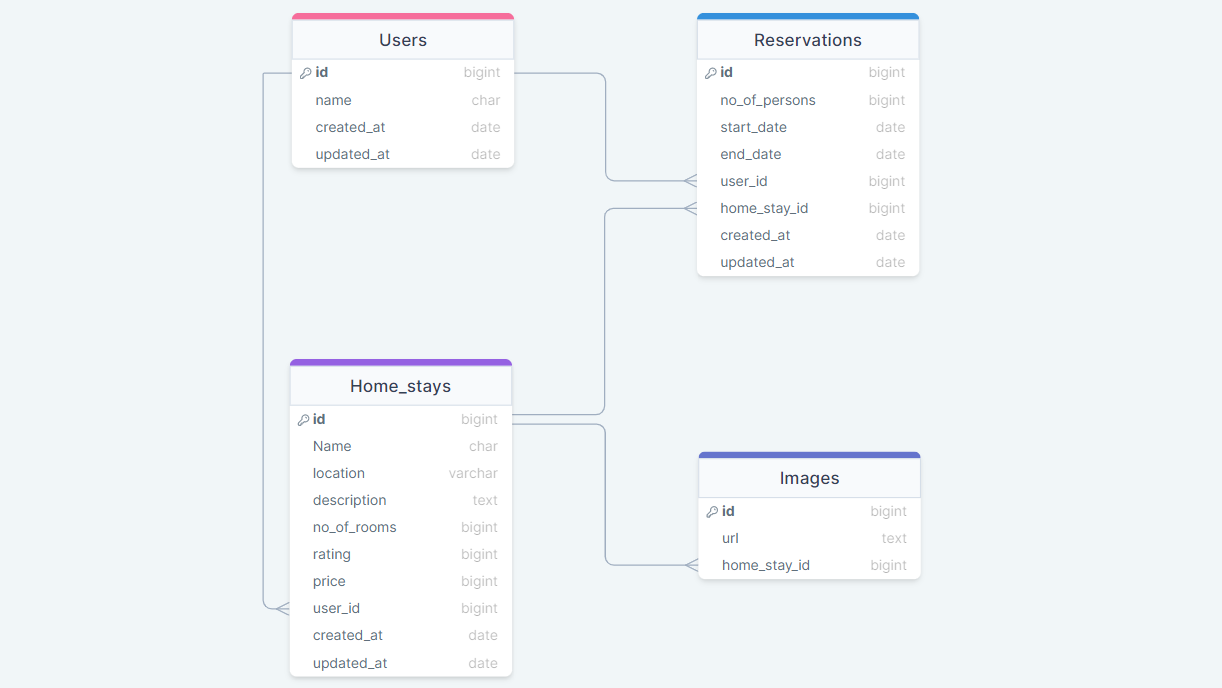 Users
id bigint
name char
created_at date
updated_at date
Reservations
id bigint
no_of_persons bigint
start_date date
end_date date
user_id bigint
home_stay_id bigint
created_at date
updated_at date
Home_stays
id bigint
Name char
location varchar
description text
no_of_rooms bigint
rating bigint
price bigint
user_id bigint
created_at date
updated_at date
Images
id bigint
url text
home_stay_id bigint